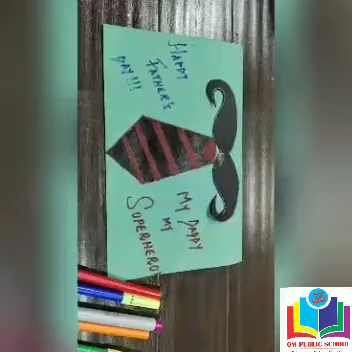 HAPPY
FATHER'S
DAY!!!
MY DADDY
MY
SUPERHERO
OM PUBLIC SCHOOL